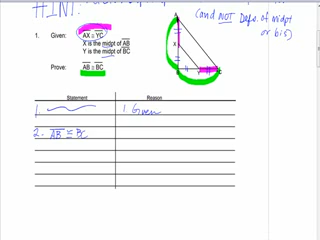 HINT:
(and NOT Defs. of midpt
or bis)
1. Given: AX ≅ YC
X is the midpt of AB
Y is the midpt of BC
Prove: AB ≅ BC
A
X
Statement Reason
1. 1. Given
2. AB ≅ BC